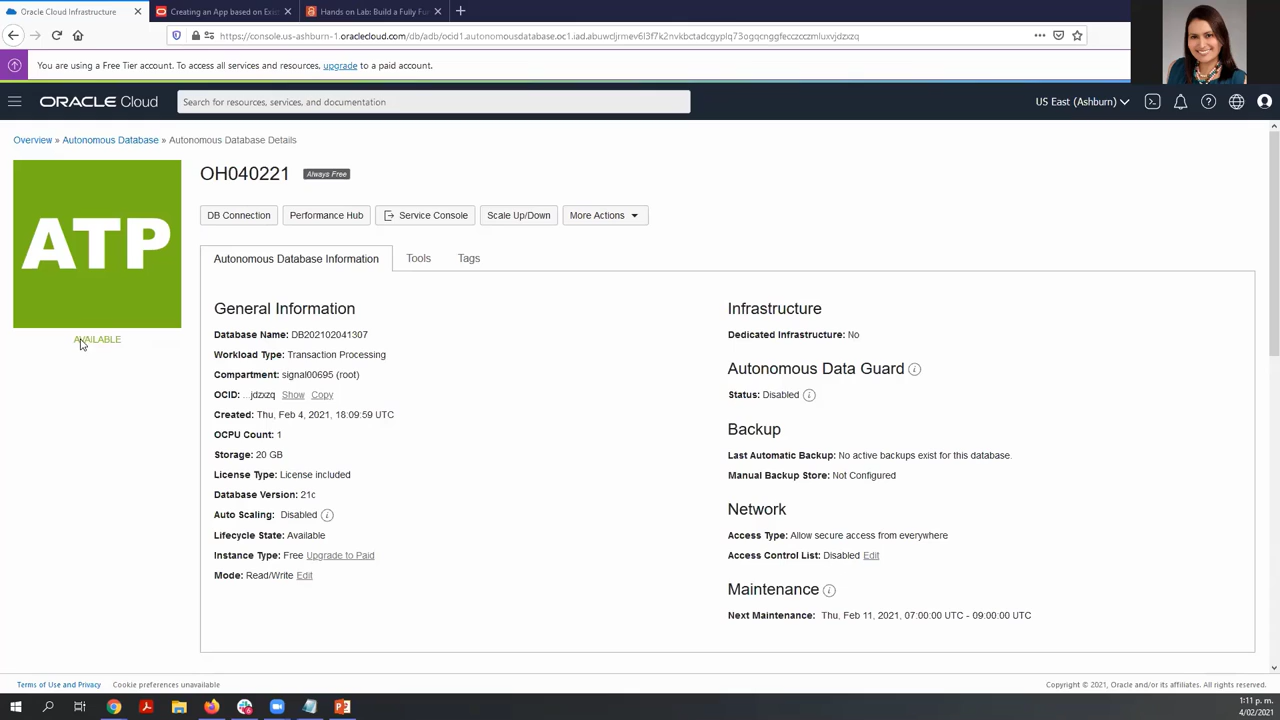 Oracle Cloud Infrastructure
Creating an App based on Exis
Hands on Lab: Build a Fully Fu
https://console.us-ashburn-1.oraclecloud.com/db/adb/ocid1.autonomousdatabase.oc1.iad.abuwcljrmev6l3f7k2nvkbctadcgyplq73ogqcnggfecczcczmluxvjdzxzq
You are using a Free Tier account. To access all services and resources, upgrade to a paid account.
ORACLE Cloud
Search for resources, services, and documentation
US East (Ashburn)
Overview » Autonomous Database » Autonomous Database Details
ATP
AVAILABLE
OH040221
Always Free
DB Connection
Performance Hub
Service Console
Scale Up/Down
More Actions
Autonomous Database Information
Tools
Tags
General Information
Database Name: DB202102041307
Workload Type: Transaction Processing
Compartment: signal00695 (root)
OCID: ...jdzxzq Show Copy
Created: Thu, Feb 4, 2021, 18:09:59 UTC
OCPU Count: 1
Storage: 20 GB
License Type: License included
Database Version: 21c
Auto Scaling: Disabled
Lifecycle State: Available
Instance Type: Free Upgrade to Paid
Mode: Read/Write Edit
Infrastructure
Dedicated Infrastructure: No
Autonomous Data Guard
Status: Disabled
Backup
Last Automatic Backup: No active backups exist for this database.
Manual Backup Store: Not Configured
Network
Access Type: Allow secure access from everywhere
Access Control List: Disabled Edit
Maintenance
Next Maintenance: Thu, Feb 11, 2021, 07:00:00 UTC - 09:00:00 UTC
Terms of Use and Privacy
Cookie preferences unavailable
Copyright © 2021, Oracle and/or its affiliates. All rights reserved.
1:11 p. m.
4/02/2021